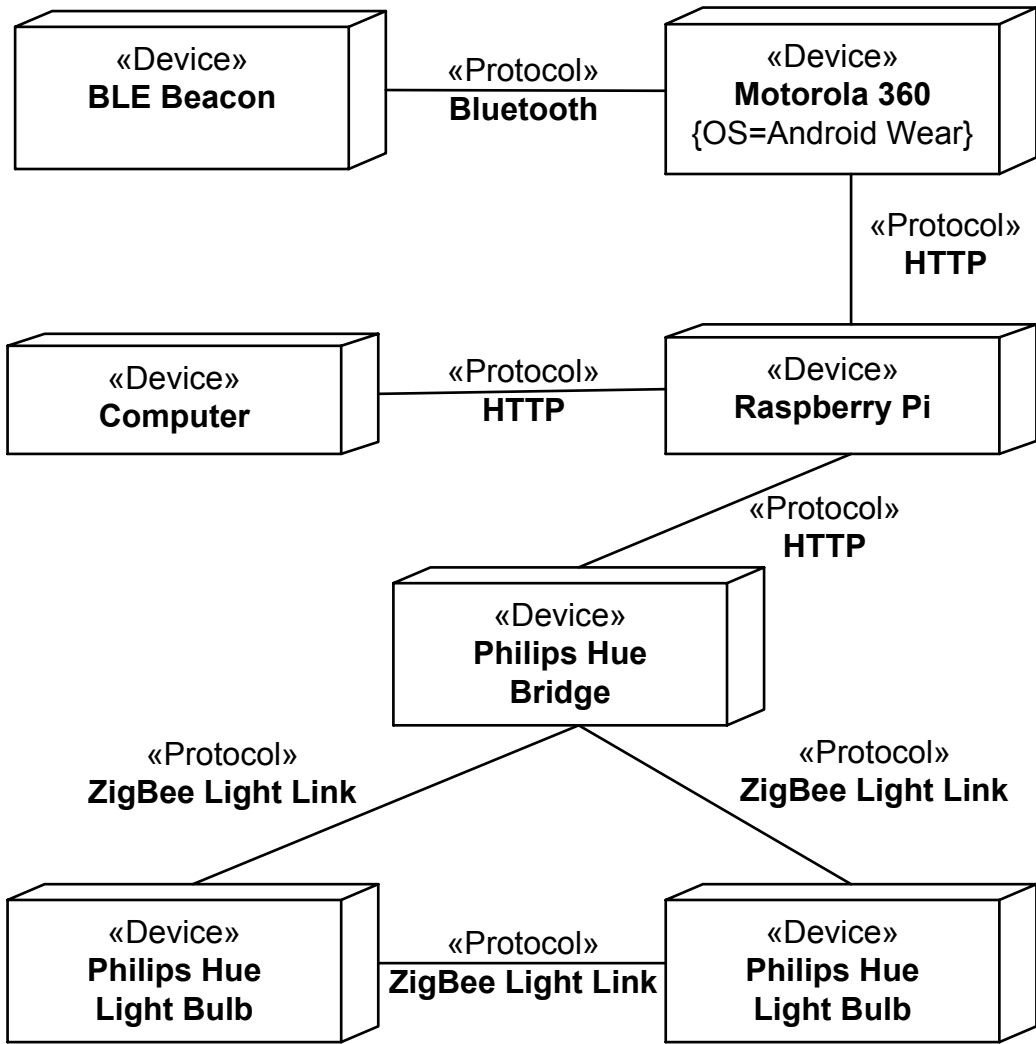 «Device»
BLE Beacon
«Protocol»
Bluetooth
«Device»
Motorola 360
{OS=Android Wear}
«Protocol»
HTTP
«Device»
Computer
«Protocol»
HTTP
«Device»
Raspberry Pi
«Protocol»
HTTP
«Device»
Philips Hue
Bridge
«Protocol»
ZigBee Light Link
«Protocol»
ZigBee Light Link
«Device»
Philips Hue
Light Bulb
«Protocol»
ZigBee Light Link
«Device»
Philips Hue
Light Bulb